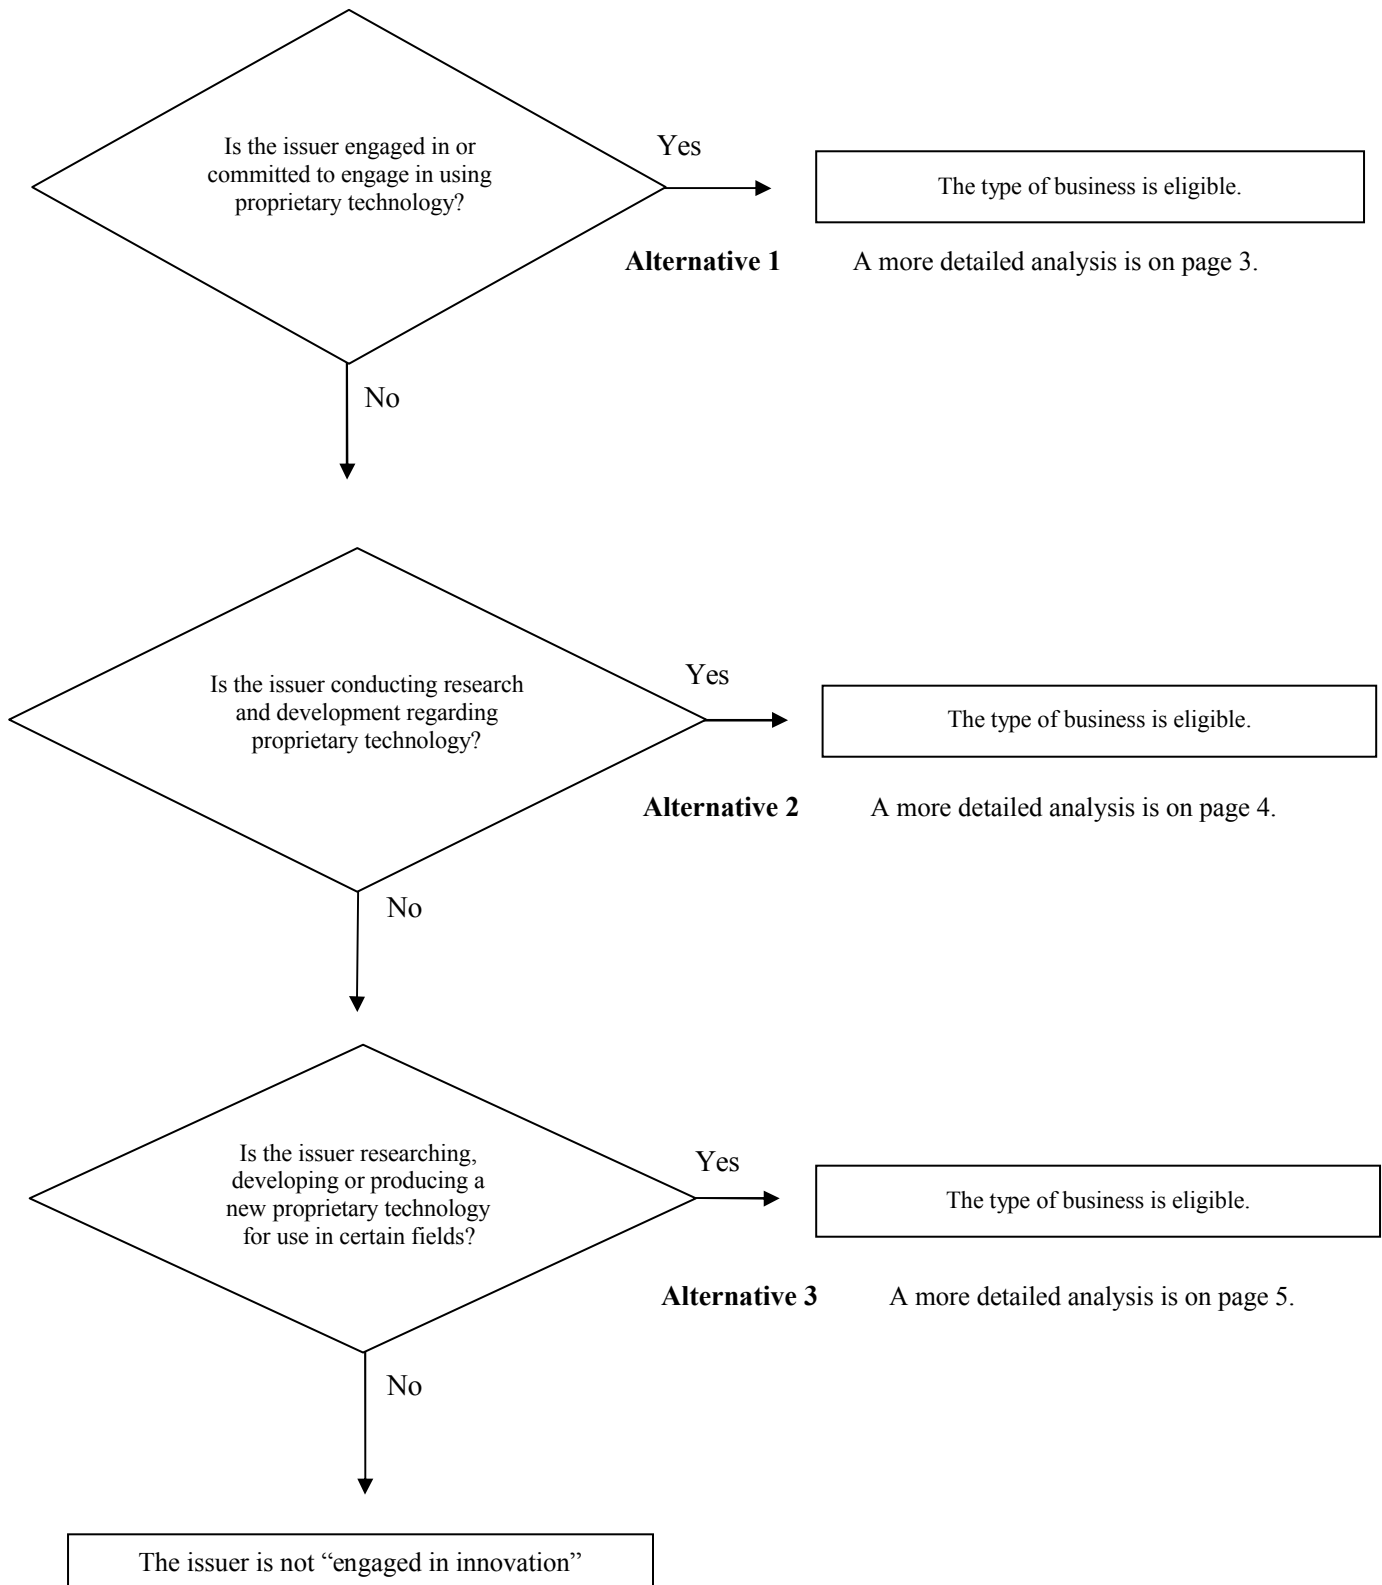 Is the issuer engaged in or
committed to engage in using
proprietary technology?
Yes
The type of business is eligible.
Alternative 1 A more detailed analysis is on page 3.
No
Is the issuer conducting research
and development regarding
proprietary technology?
Yes
The type of business is eligible.
Alternative 2 A more detailed analysis is on page 4.
No
Is the issuer researching,
developing or producing a
new proprietary technology
for use in certain fields?
Yes
The type of business is eligible.
Alternative 3 A more detailed analysis is on page 5.
No
The issuer is not “engaged in innovation”